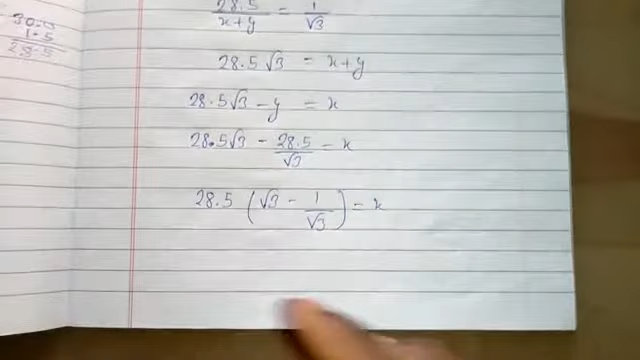 30.0
1.5
28.5
28.5/(x+y) = 1/√3
28.5√3 = x+y
28.5√3 - y = x
28.5√3 - 28.5/√3 = x
28.5 (√3 - 1/√3) = x